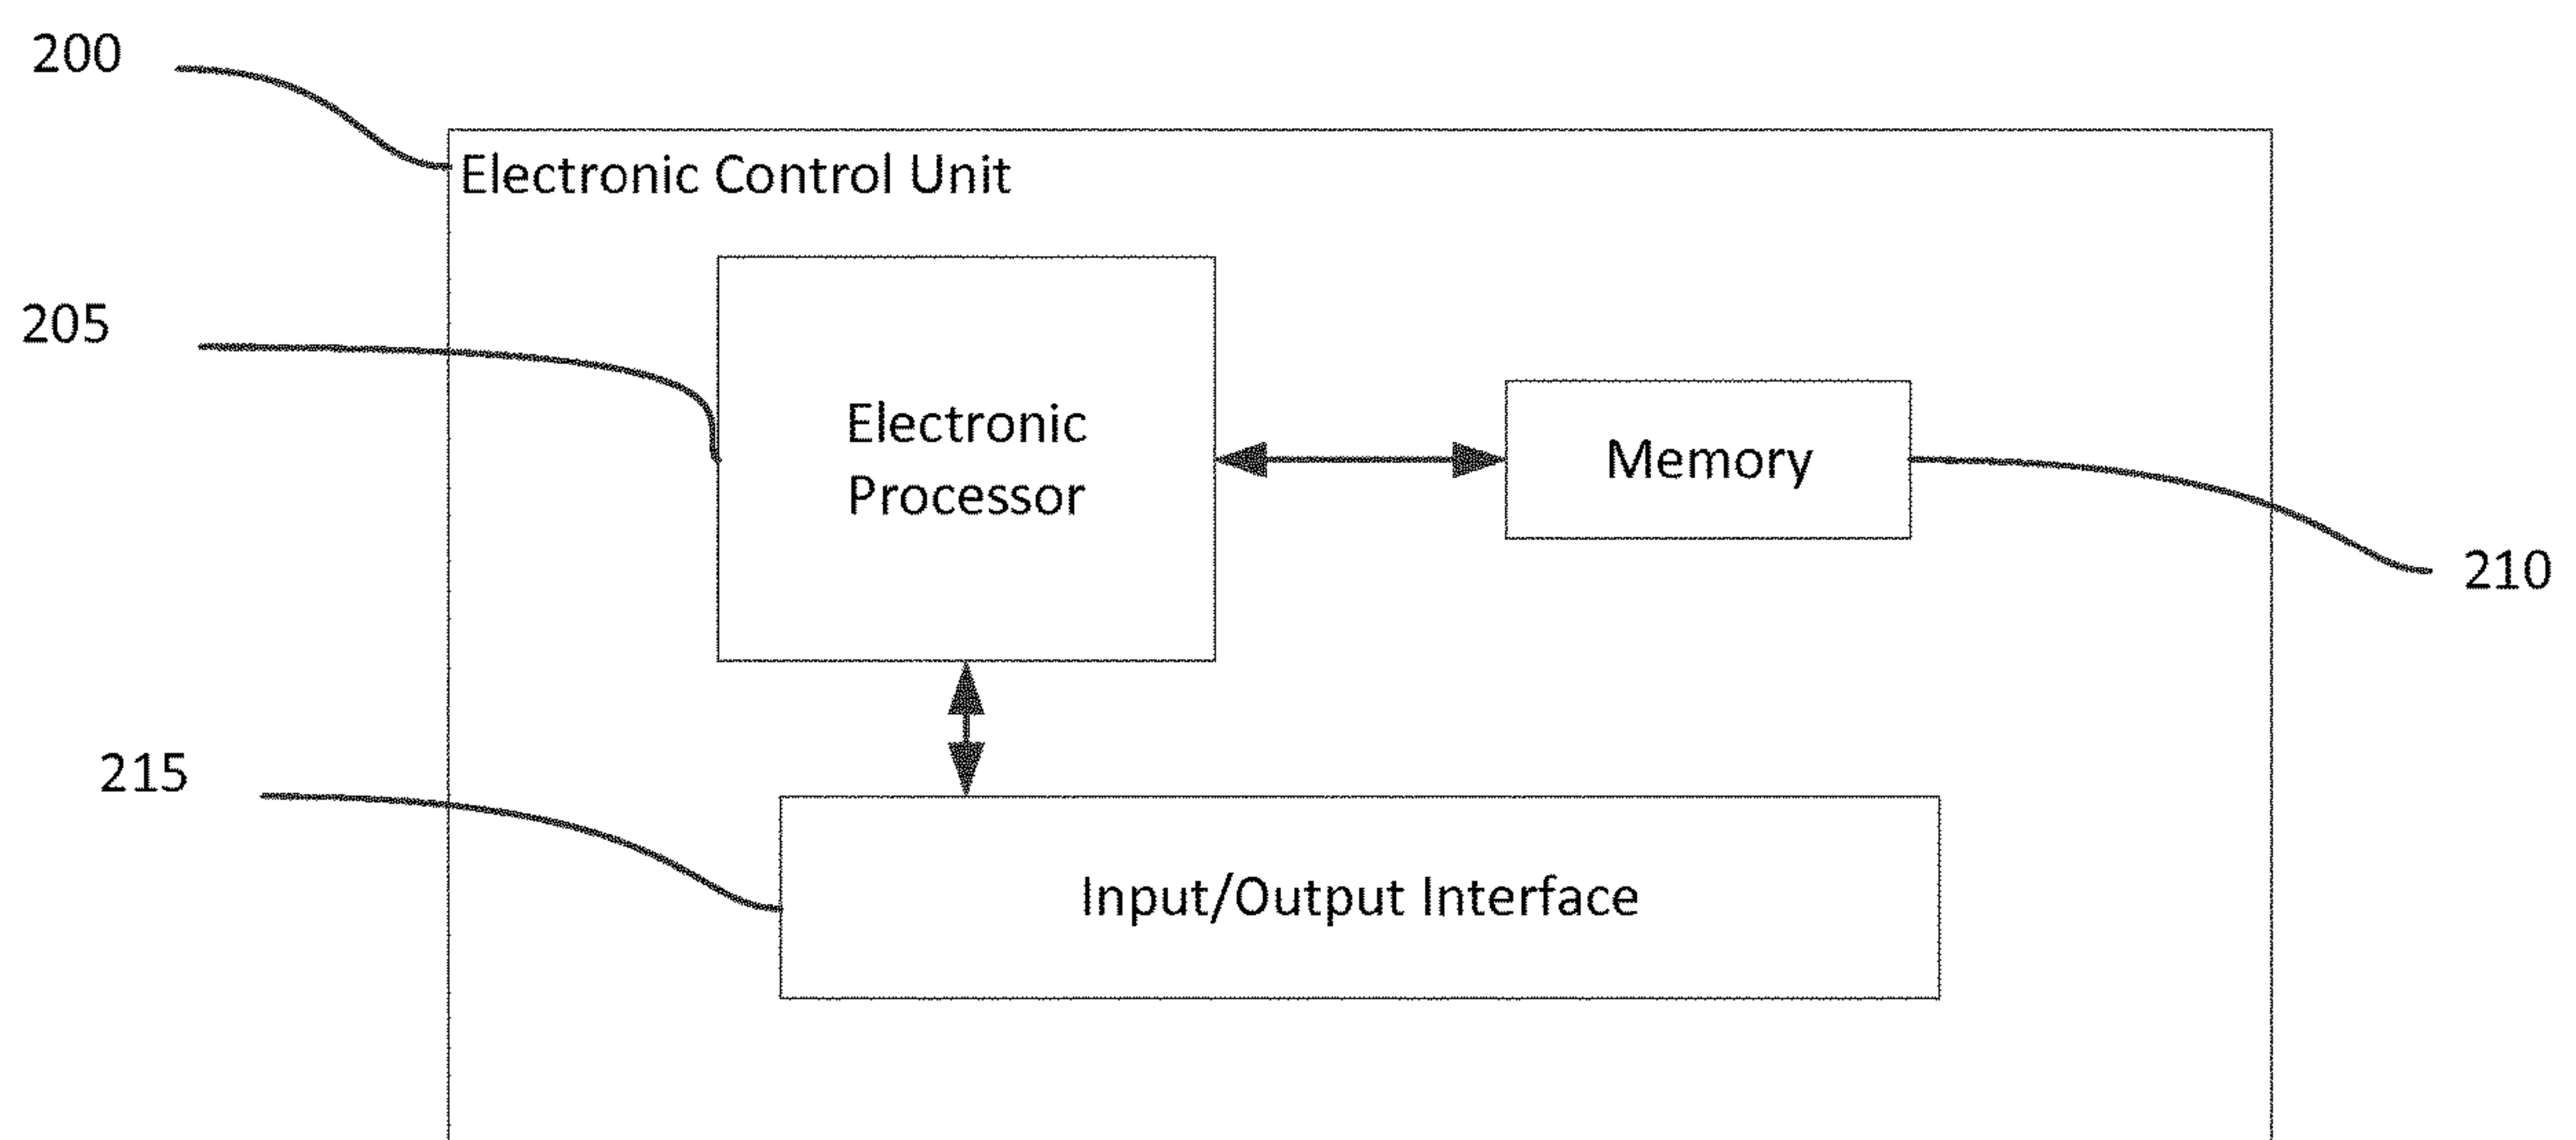 200
Electronic Control Unit
205
Electronic
Processor
Memory
210
215
Input/Output Interface